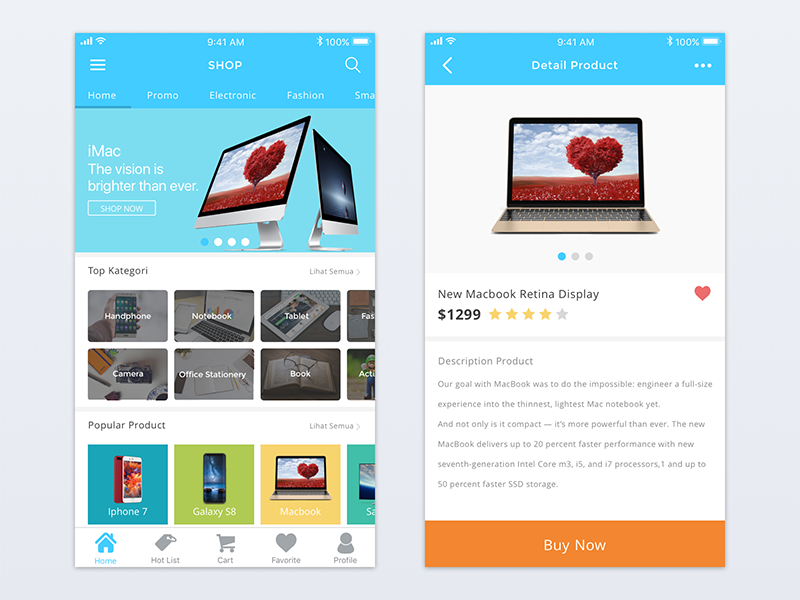 9:41 AM 100%
SHOP
Home Promo Electronic Fashion Sma
iMac
The vision is
brighter than ever.
SHOP NOW
Top Kategori Lihat Semua
Handphone Notebook Tablet Fas
Camera Office Stationery Book Acti
Popular Product Lihat Semua
Iphone 7 Galaxy S8 Macbook Sa
Home Hot List Cart Favorite Profile
9:41 AM 100%
Detail Product
New Macbook Retina Display
$1299
Description Product
Our goal with MacBook was to do the impossible: engineer a full-size
experience into the thinnest, lightest Mac notebook yet.
And not only is it compact — it's more powerful than ever. The new
MacBook delivers up to 20 percent faster performance with new
seventh-generation Intel Core m3, i5, and i7 processors,1 and up to
50 percent faster SSD storage.
Buy Now